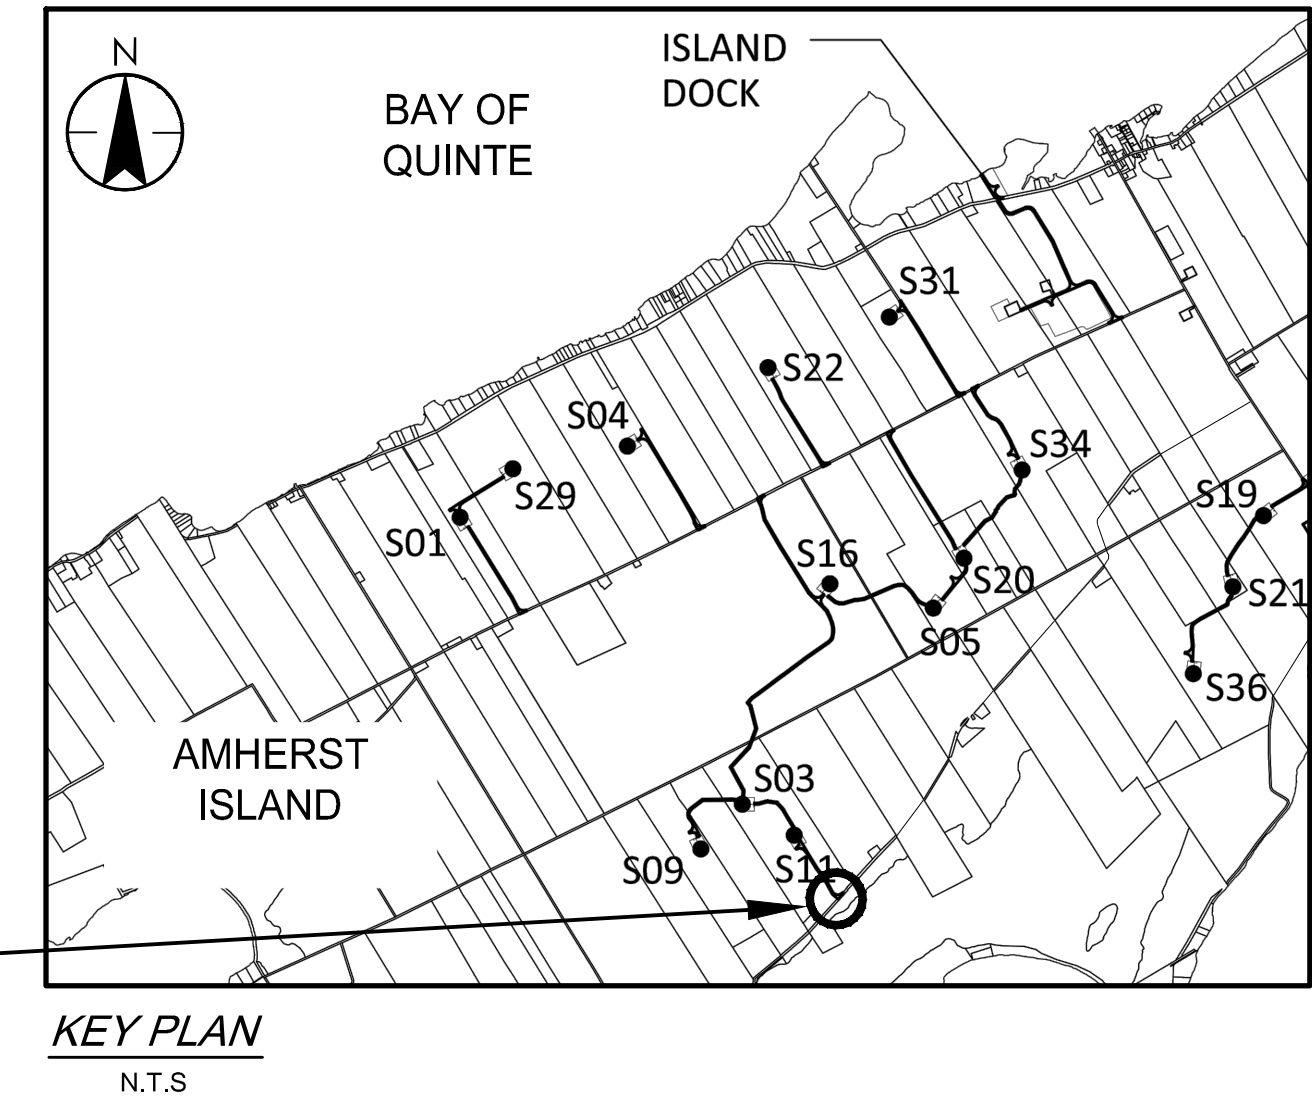 N
BAY OF
QUINTE
ISLAND
DOCK
S31
S22
S04
S34
S29
S19
S01
S16
S20
S21
S05
S36
AMHERST
ISLAND
S03
S09
S11
KEY PLAN
N.T.S